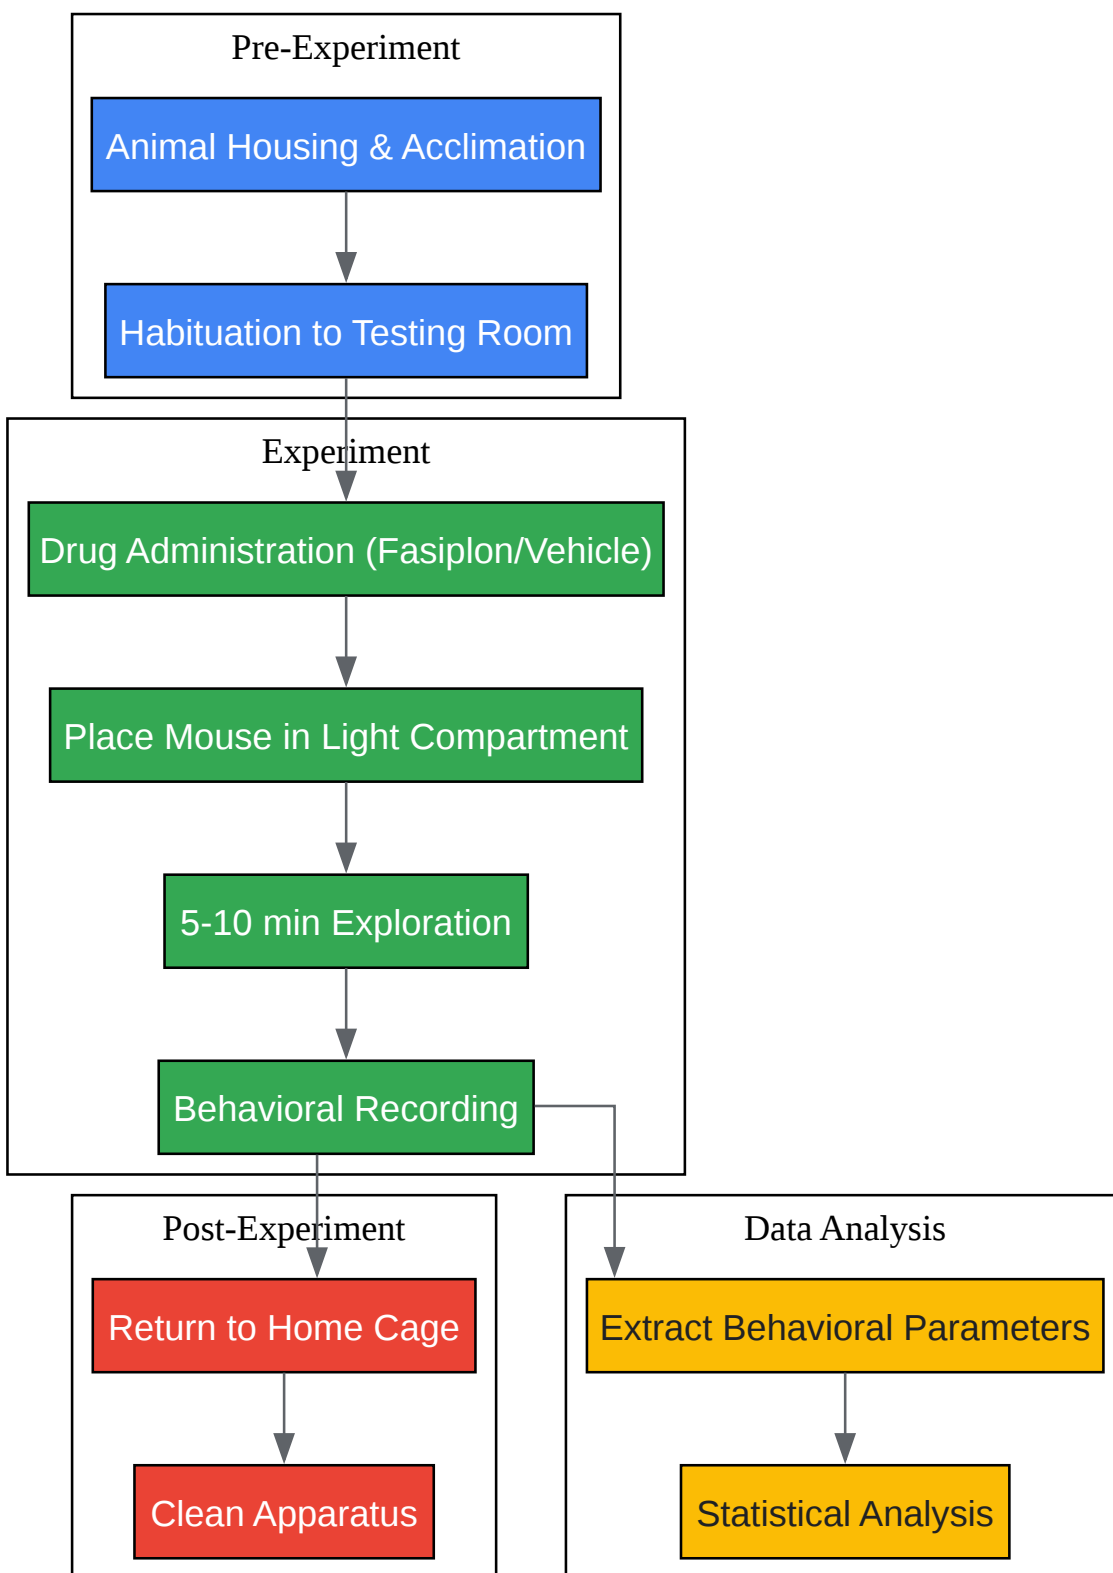 Pre-Experiment
Animal Housing & Acclimation
Habituation to Testing Room
Experiment
Drug Administration (Fasiplon/Vehicle)
Place Mouse in Light Compartment
5-10 min Exploration
Behavioral Recording
Post-Experiment
Return to Home Cage
Clean Apparatus
Data Analysis
Extract Behavioral Parameters
Statistical Analysis